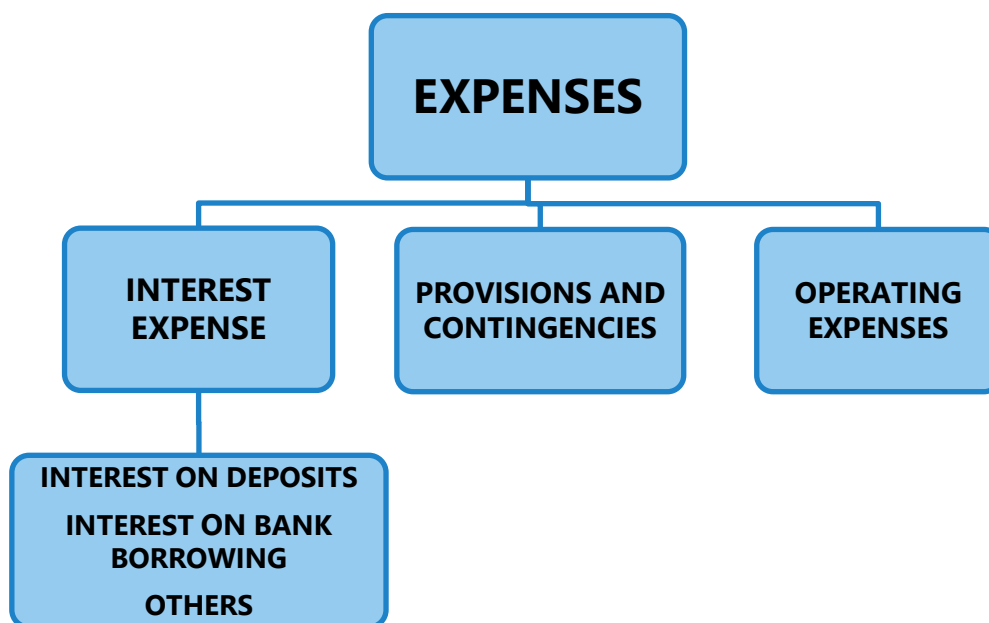 EXPENSES
INTEREST
EXPENSE
PROVISIONS AND
CONTINGENCIES
OPERATING
EXPENSES
INTEREST ON DEPOSITS
INTEREST ON BANK
BORROWING
OTHERS